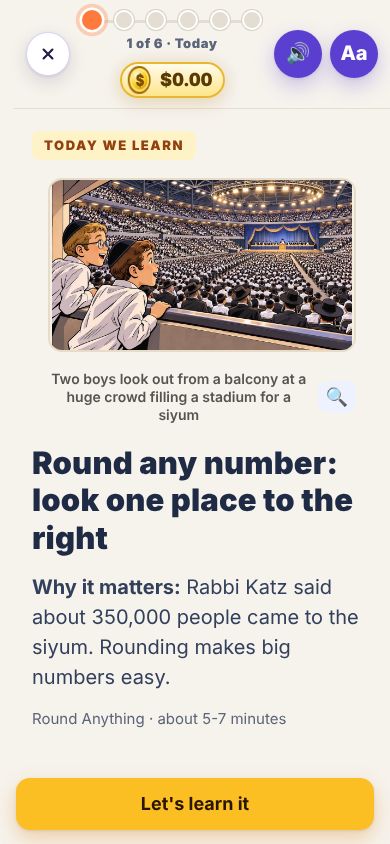 1 of 6 · Today
$ $0.00
Aa
TODAY WE LEARN
Two boys look out from a balcony at a
huge crowd filling a stadium for a
siyum
Round any number:
look one place to the
right
Why it matters: Rabbi Katz said
about 350,000 people came to the
siyum. Rounding makes big
numbers easy.
Round Anything · about 5-7 minutes
Let's learn it